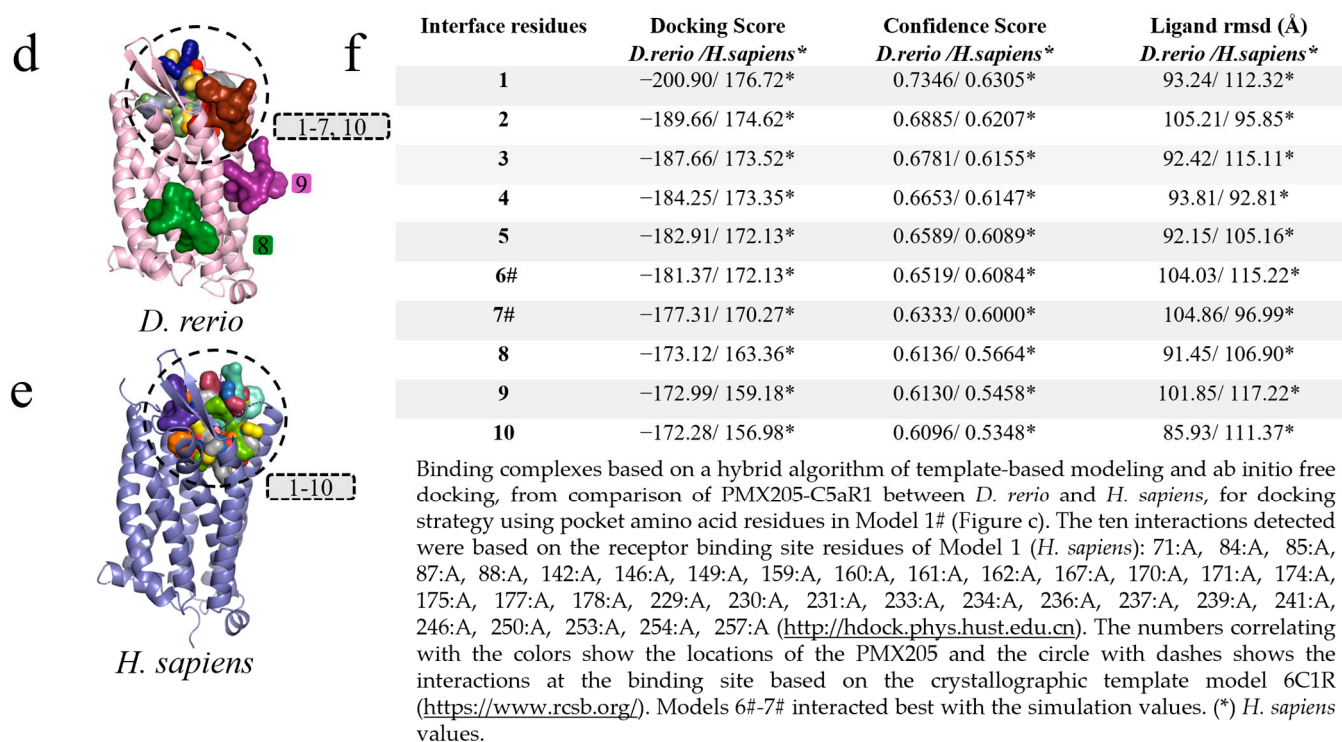 d
1-7, 10
9
8
D. rerio
e
1-10
H. sapiens
f
Interface residues Docking Score Confidence Score Ligand rmsd (Å)
D.rerio /H.sapiens* D.rerio /H.sapiens* D.rerio /H.sapiens*
1 −200.90/ 176.72* 0.7346/ 0.6305* 93.24/ 112.32*
2 −189.66/ 174.62* 0.6885/ 0.6207* 105.21/ 95.85*
3 −187.66/ 173.52* 0.6781/ 0.6155* 92.42/ 115.11*
4 −184.25/ 173.35* 0.6653/ 0.6147* 93.81/ 92.81*
5 −182.91/ 172.13* 0.6589/ 0.6089* 92.15/ 105.16*
6# −181.37/ 172.13* 0.6519/ 0.6084* 104.03/ 115.22*
7# −177.31/ 170.27* 0.6333/ 0.6000* 104.86/ 96.99*
8 −173.12/ 163.36* 0.6136/ 0.5664* 91.45/ 106.90*
9 −172.99/ 159.18* 0.6130/ 0.5458* 101.85/ 117.22*
10 −172.28/ 156.98* 0.6096/ 0.5348* 85.93/ 111.37*
Binding complexes based on a hybrid algorithm of template-based modeling and ab initio free
docking, from comparison of PMX205-C5aR1 between D. rerio and H. sapiens, for docking
strategy using pocket amino acid residues in Model 1# (Figure c). The ten interactions detected
were based on the receptor binding site residues of Model 1 (H. sapiens): 71:A, 84:A, 85:A,
87:A, 88:A, 142:A, 146:A, 149:A, 159:A, 160:A, 161:A, 162:A, 167:A, 170:A, 171:A, 174:A,
175:A, 177:A, 178:A, 229:A, 230:A, 231:A, 233:A, 234:A, 236:A, 237:A, 239:A, 241:A,
246:A, 250:A, 253:A, 254:A, 257:A (http://hdock.phys.hust.edu.cn). The numbers correlating
with the colors show the locations of the PMX205 and the circle with dashes shows the
interactions at the binding site based on the crystallographic template model 6C1R
(https://www.rcsb.org/). Models 6#-7# interacted best with the simulation values. (*) H. sapiens
values.